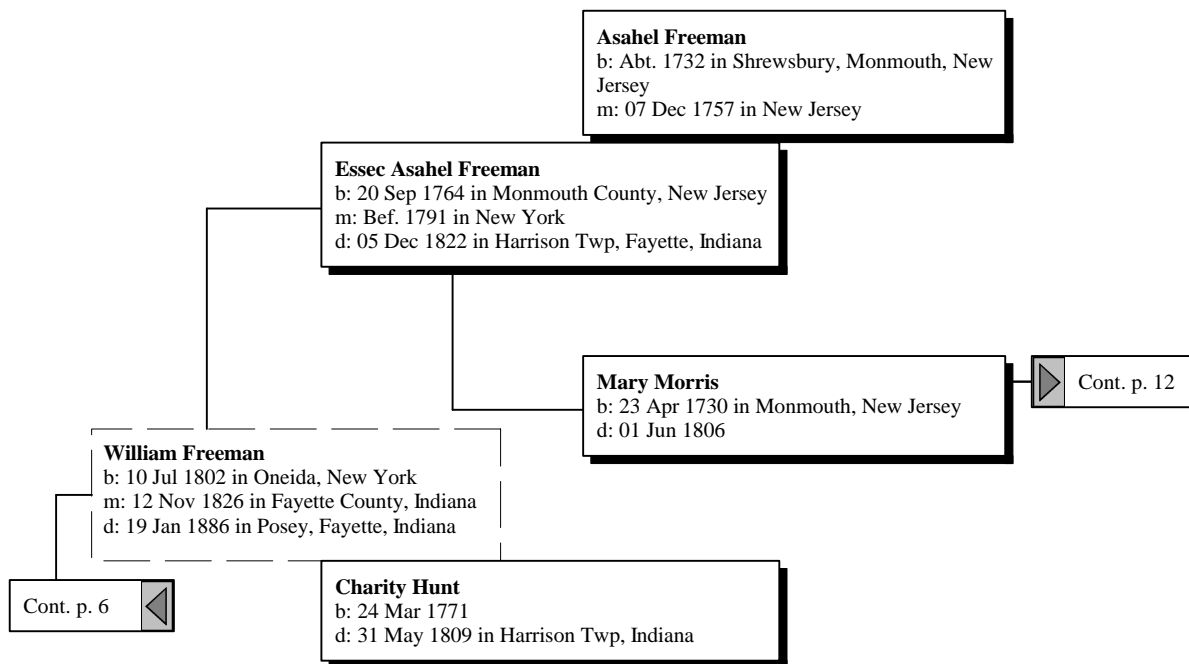 Asahel Freeman
b: Abt. 1732 in Shrewsbury, Monmouth, New
Jersey
m: 07 Dec 1757 in New Jersey
Essec Asahel Freeman
b: 20 Sep 1764 in Monmouth County, New Jersey
m: Bef. 1791 in New York
d: 05 Dec 1822 in Harrison Twp, Fayette, Indiana
Mary Morris
b: 23 Apr 1730 in Monmouth, New Jersey
d: 01 Jun 1806
Cont. p. 12
William Freeman
b: 10 Jul 1802 in Oneida, New York
m: 12 Nov 1826 in Fayette County, Indiana
d: 19 Jan 1886 in Posey, Fayette, Indiana
Cont. p. 6
Charity Hunt
b: 24 Mar 1771
d: 31 May 1809 in Harrison Twp, Indiana